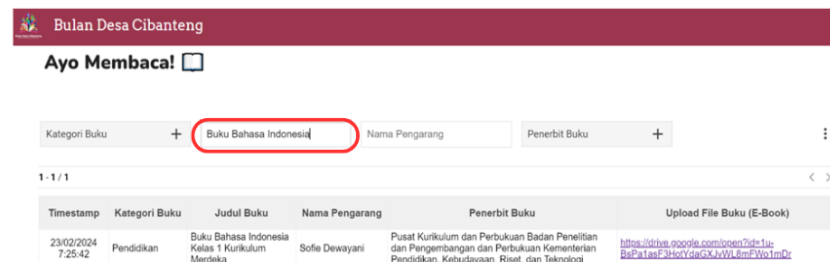 Bulan Desa Cibanteng
Ayo Membaca!
Kategori Buku +
Buku Bahasa Indonesia
Nama Pengarang
Penerbit Buku +
1 - 1 / 1
Timestamp Kategori Buku Judul Buku Nama Pengarang Penerbit Buku Upload File Buku (E-Book)
23/02/2024
7:25:42
Pendidikan
Buku Bahasa Indonesia
Kelas 1 Kurikulum
Merdeka
Sofie Dewayani
Pusat Kurikulum dan Perbukuan Badan Penelitian
dan Pengembangan dan Perbukuan Kementerian
Pendidikan, Kebudayaan, Riset, dan Teknologi
https://drive.google.com/open?id=1u-
BsPa1asF3HotYdaGXJvWL8mFWo1mDr